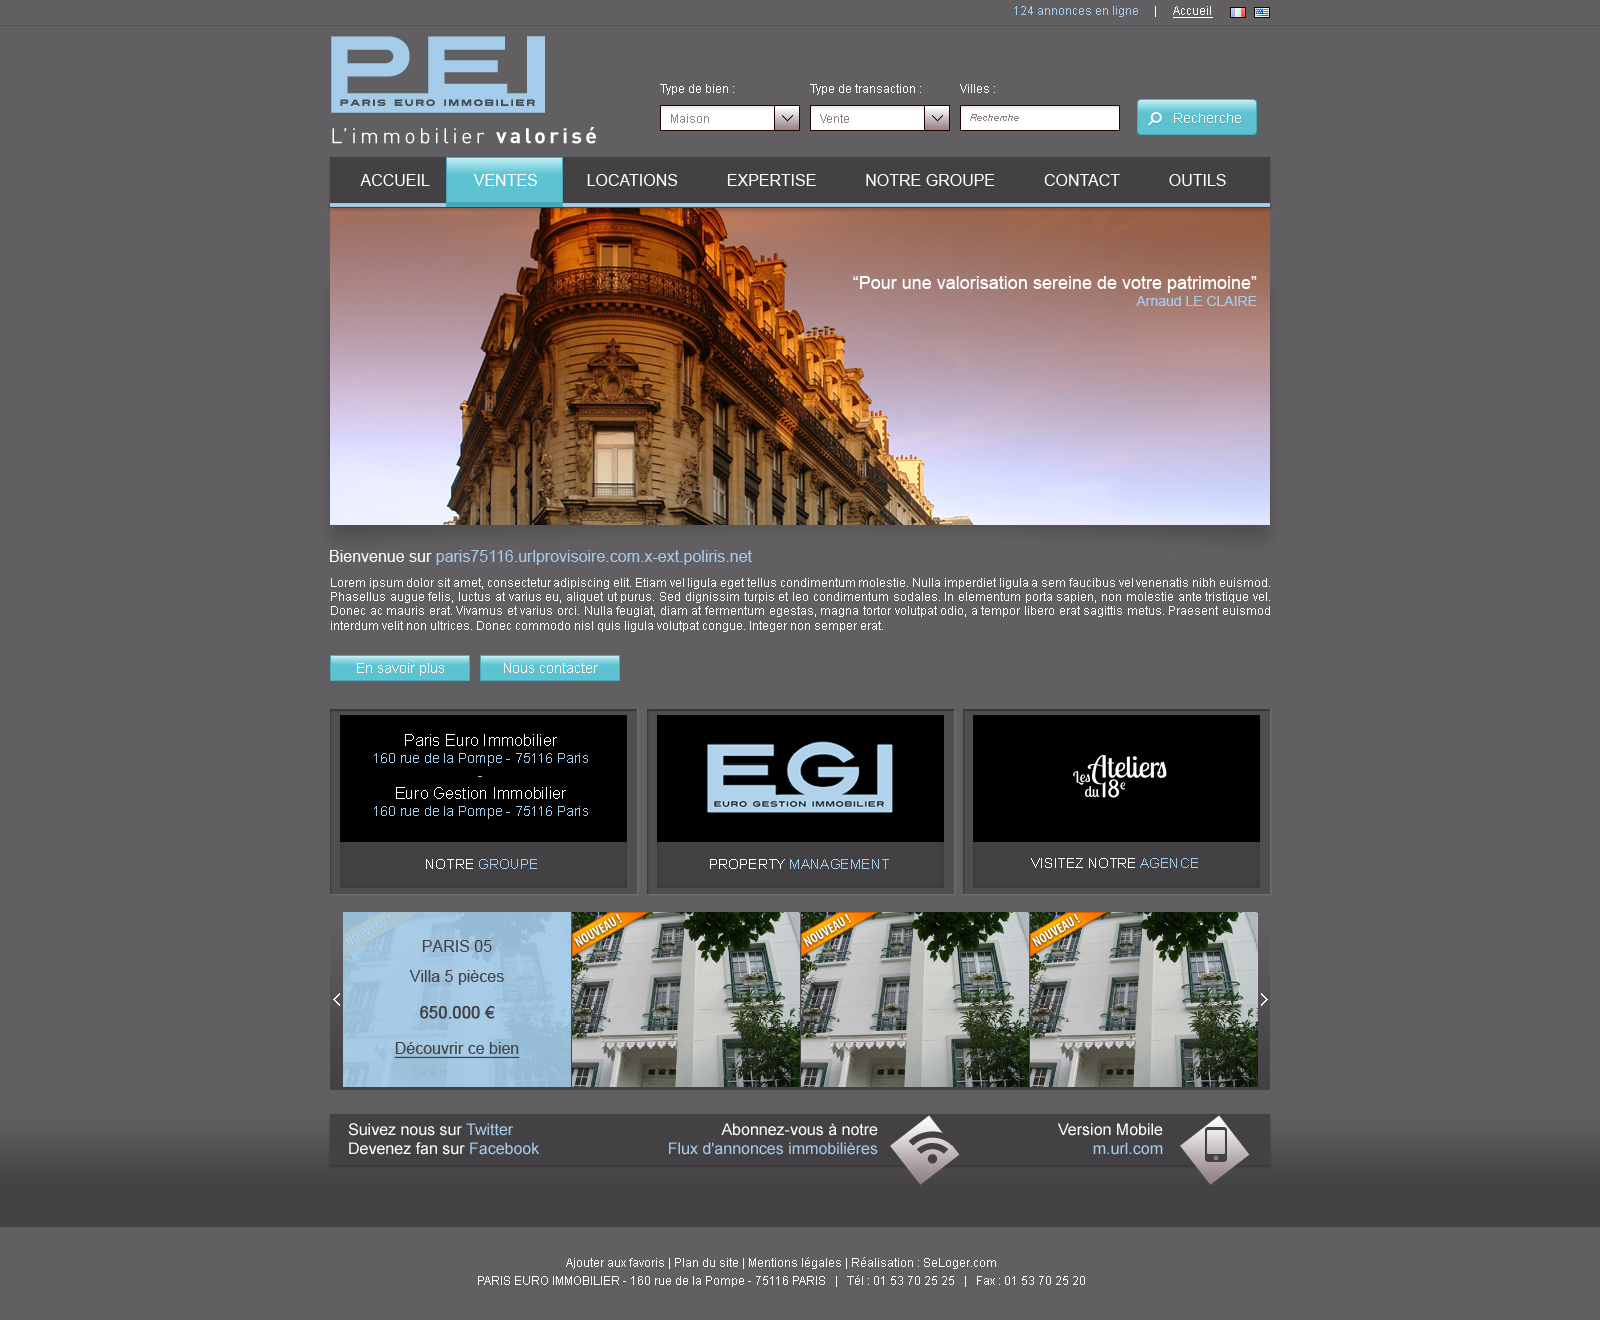 124 annonces en ligne | Accueil
PEI
PARIS EURO IMMOBILIER
L'immobilier valorisé
Type de bien :
Type de transaction :
Villes :
Maison
Vente
Recherche
Recherche
ACCUEIL
VENTES
LOCATIONS
EXPERTISE
NOTRE GROUPE
CONTACT
OUTILS
“Pour une valorisation sereine de votre patrimoine”
Arnaud LE CLAIRE
Bienvenue sur paris75116.urlprovisoire.com.x-ext.poliris.net
Lorem ipsum dolor sit amet, consectetur adipiscing elit. Etiam vel ligula eget tellus condimentum molestie. Nulla imperdiet ligula a sem faucibus vel venenatis nibh euismod.
Phasellus augue felis, luctus at varius eu, aliquet ut purus. Sed dignissim turpis et leo condimentum sodales. In elementum porta sapien, non molestie ante tristique vel.
Donec ac mauris erat. Vivamus et varius orci. Nulla feugiat, diam at fermentum egestas, magna tortor volutpat odio, a tempor libero erat sagittis metus. Praesent euismod
interdum velit non ultrices. Donec commodo nisl quis ligula volutpat congue. Integer non semper erat.
En savoir plus
Nous contacter
Paris Euro Immobilier
160 rue de la Pompe - 75116 Paris
-
Euro Gestion Immobilier
160 rue de la Pompe - 75116 Paris
NOTRE GROUPE
EGI
EURO GESTION IMMOBILIER
PROPERTY MANAGEMENT
Les Ateliers
du 18e
VISITEZ NOTRE AGENCE
NOUVEAU !
PARIS 05
Villa 5 pièces
650.000 €
Découvrir ce bien
NOUVEAU !
NOUVEAU !
NOUVEAU !
Suivez nous sur Twitter
Devenez fan sur Facebook
Abonnez-vous à notre
Flux d'annonces immobilières
Version Mobile
m.url.com
Ajouter aux favoris | Plan du site | Mentions légales | Réalisation : SeLoger.com
PARIS EURO IMMOBILIER - 160 rue de la Pompe - 75116 PARIS | Tél : 01 53 70 25 25 | Fax : 01 53 70 25 20